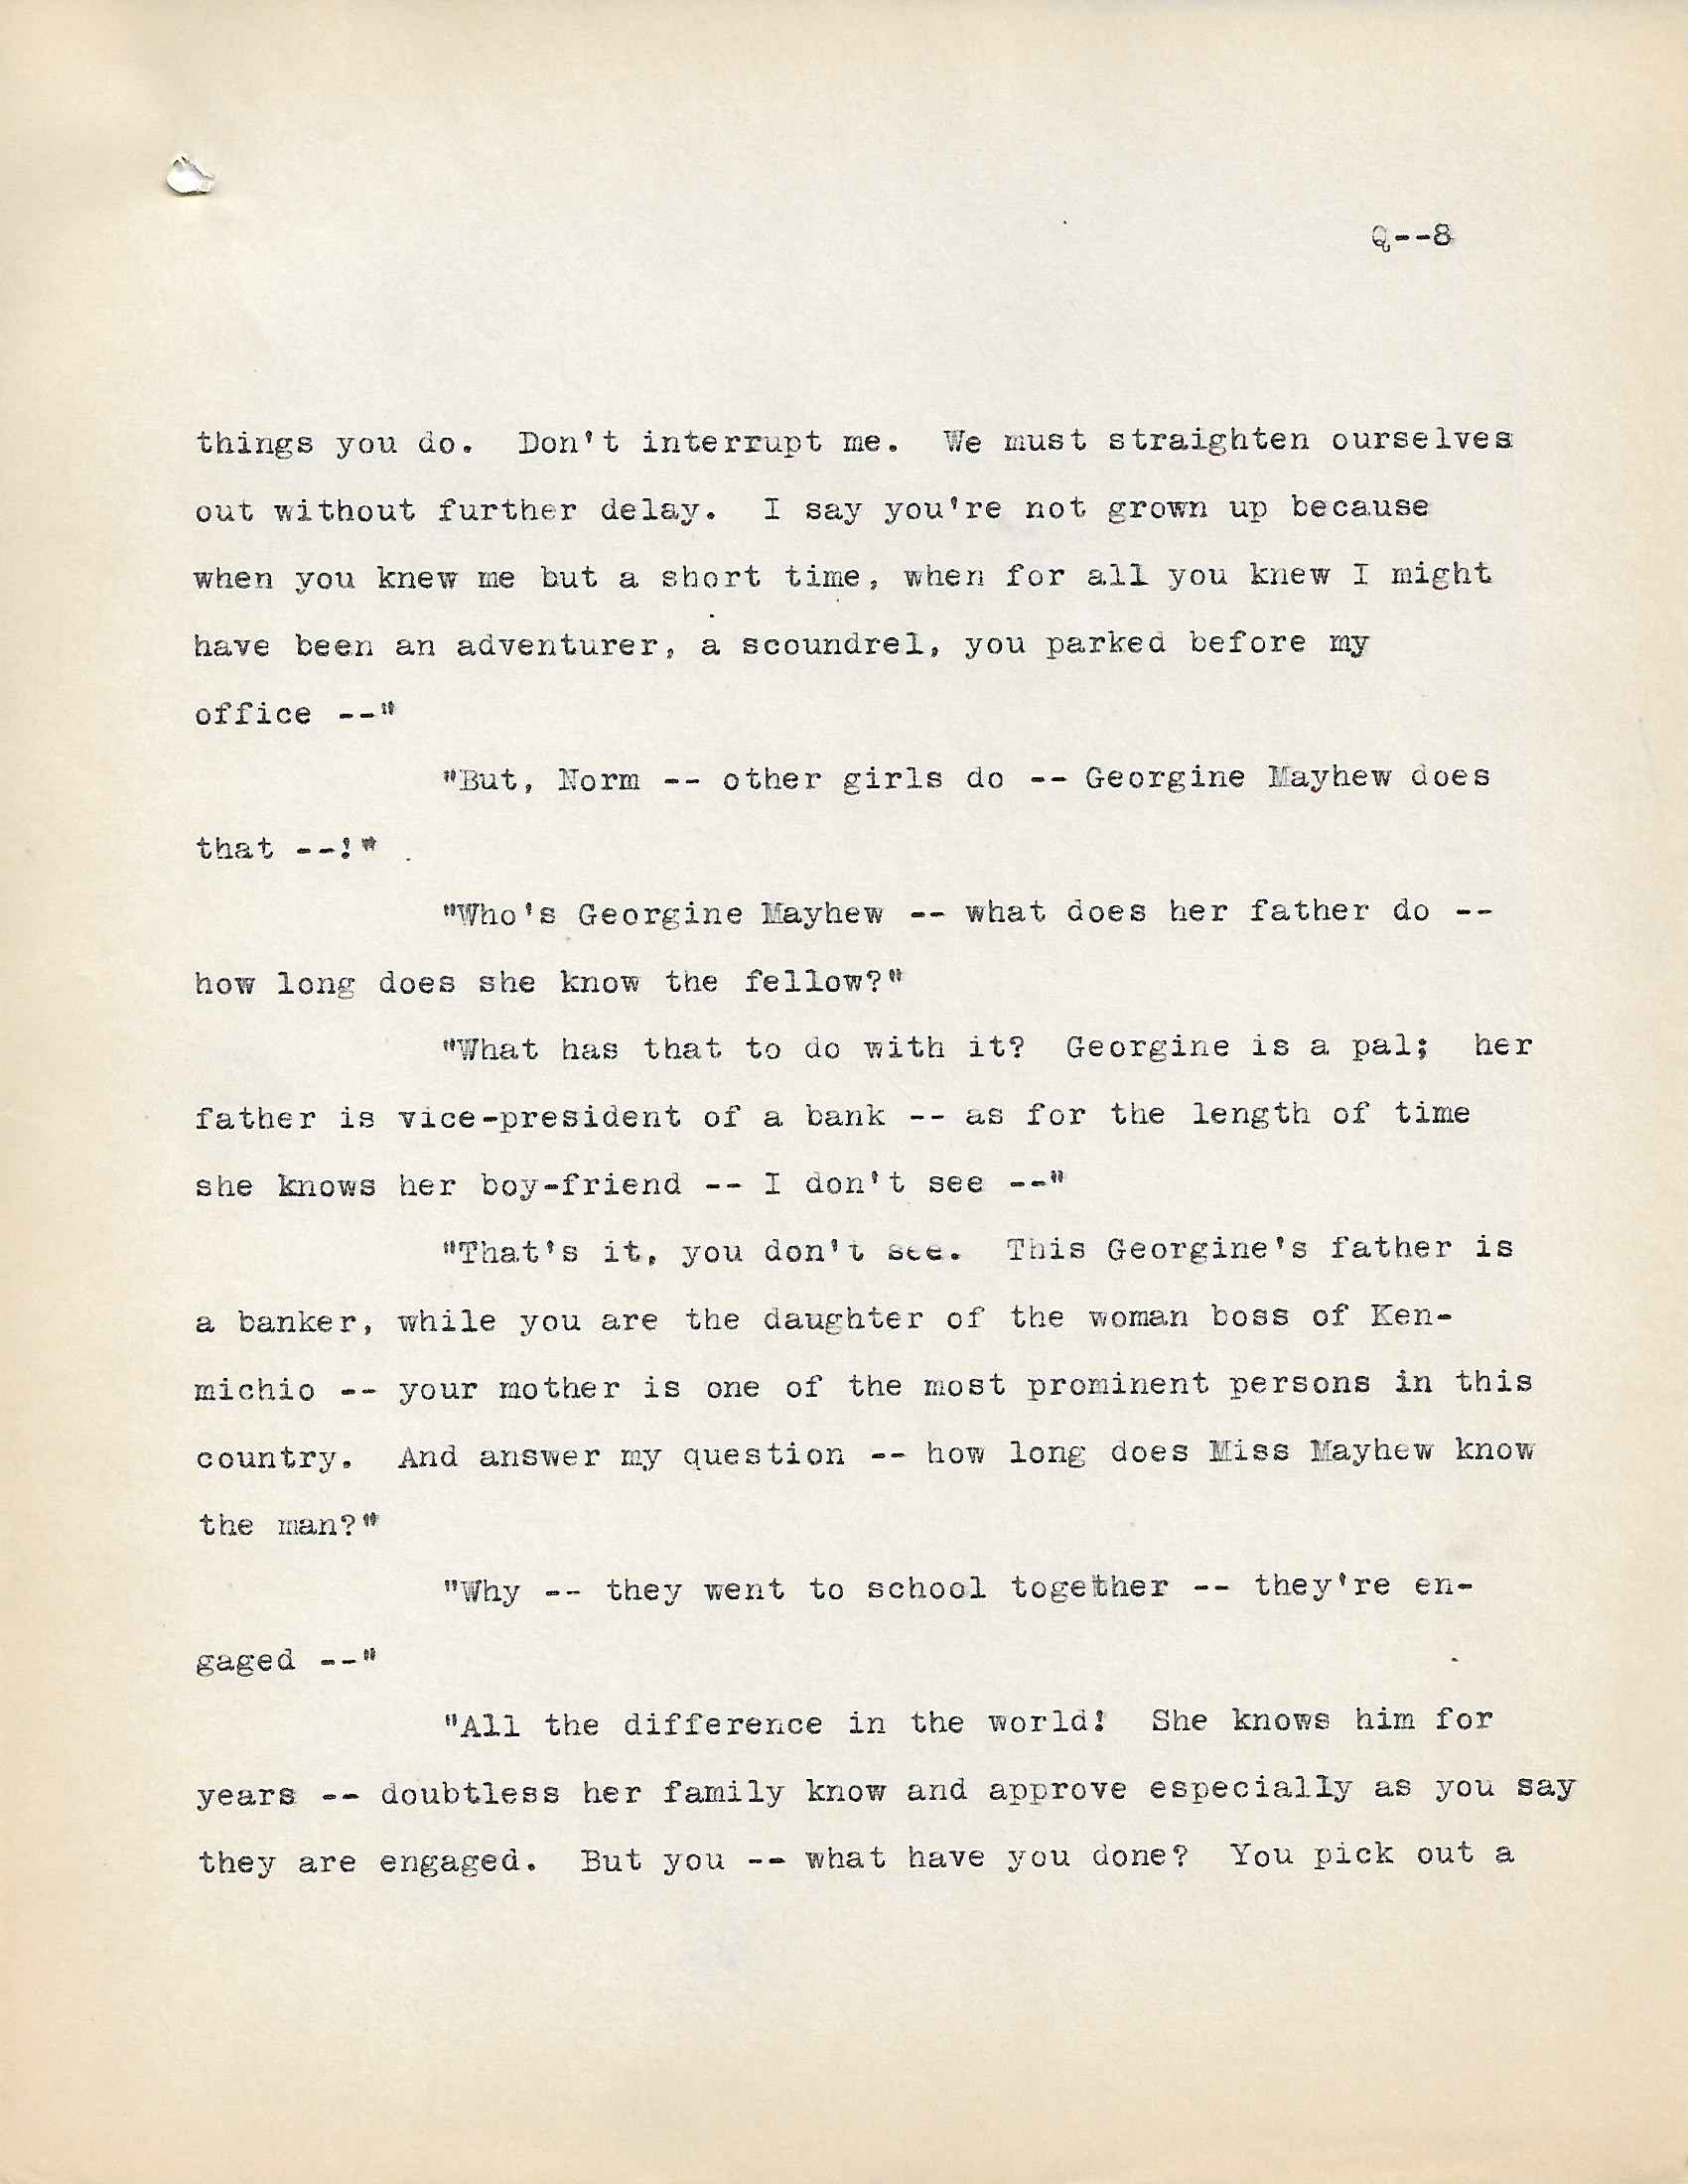 Q--8
things you do.  Don't interrupt me.  We must straighten ourselves
out without further delay.  I say you're not grown up because
when you knew me but a short time, when for all you knew I might
have been an adventurer, a scoundrel, you parked before my
office --"
"But, Norm -- other girls do -- Georgine Mayhew does
that --!"
"Who's Georgine Mayhew -- what does her father do --
how long does she know the fellow?"
"What has that to do with it?  Georgine is a pal;  her
father is vice-president of a bank -- as for the length of time
she knows her boy-friend -- I don't see --"
"That's it, you don't see.  This Georgine's father is
a banker, while you are the daughter of the woman boss of Ken-
michio -- your mother is one of the most prominent persons in this
country.  And answer my question -- how long does Miss Mayhew know
the man?"
"Why -- they went to school together -- they're en-
gaged --"
"All the difference in the world!  She knows him for
years -- doubtless her family know and approve especially as you say
they are engaged.  But you -- what have you done?  You pick out a